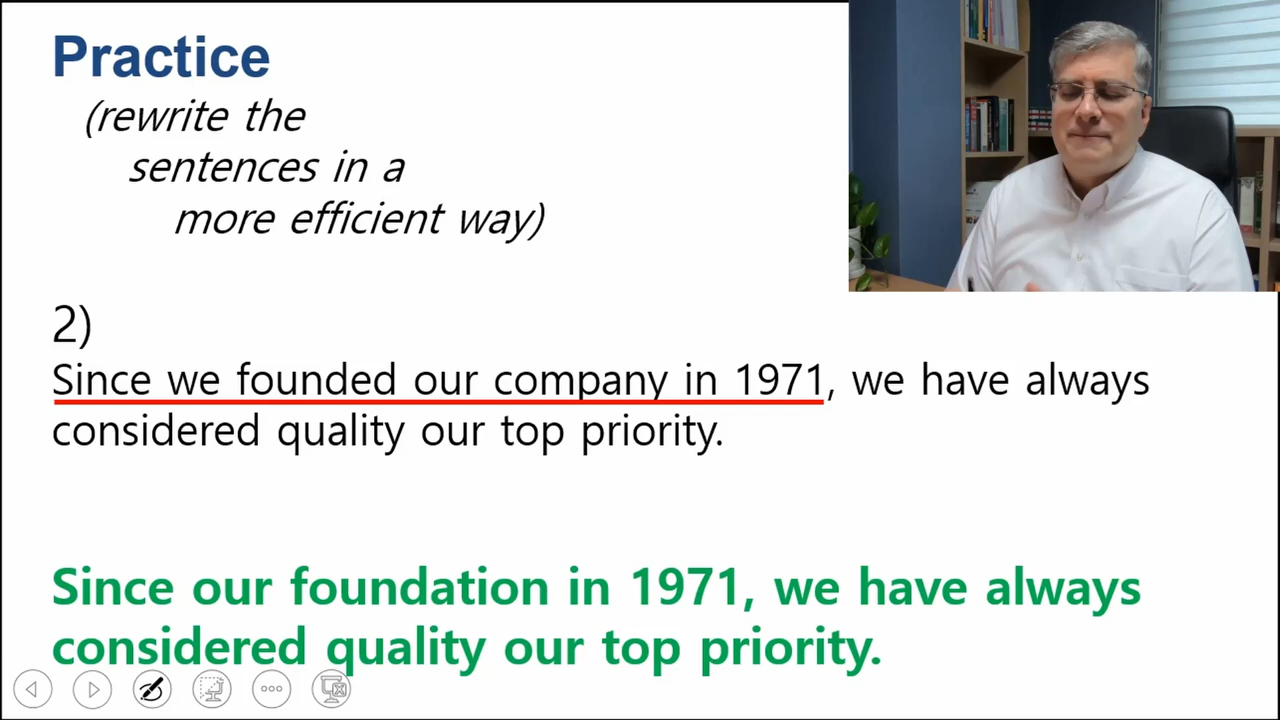 Practice
(rewrite the
sentences in a
more efficient way)
2)
Since we founded our company in 1971, we have always
considered quality our top priority.
Since our foundation in 1971, we have always
considered quality our top priority.